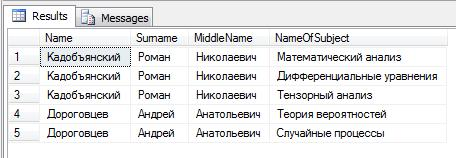 Results Messages
Name Surname MiddleName NameOfSubject
1 Кадобъянский Роман Николаевич Математический анализ
2 Кадобъянский Роман Николаевич Дифференциальные уравнения
3 Кадобъянский Роман Николаевич Тензорный анализ
4 Дороговцев Андрей Анатольевич Теория вероятностей
5 Дороговцев Андрей Анатольевич Случайные процессы